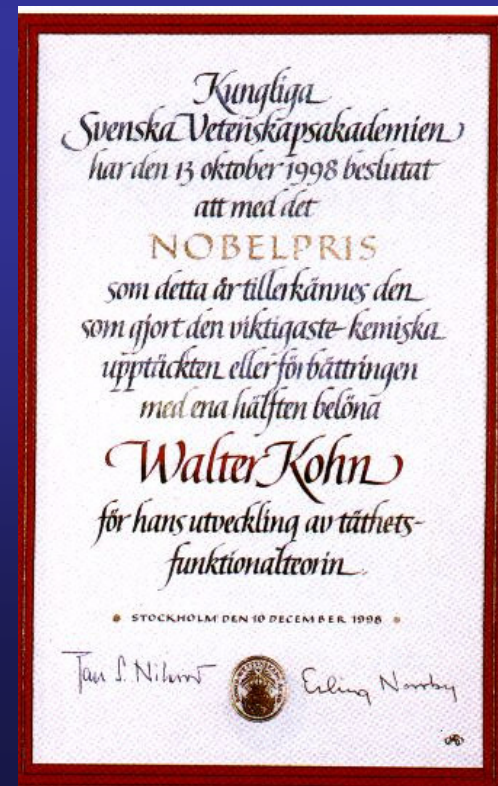 Kungliga
Svenska Vetenskapsakademien
har den 13 oktober 1998 beslutat
att med det
NOBELPRIS
som detta år tillerkännes den
som gjort den viktigaste kemiska
upptäckten eller förbättringen
med ena hälften belöna
Walter Kohn
för hans utveckling av täthets-
funktionalteorin
STOCKHOLM DEN 10 DECEMBER 1998
Jan S. Nilsson Erling Norrby